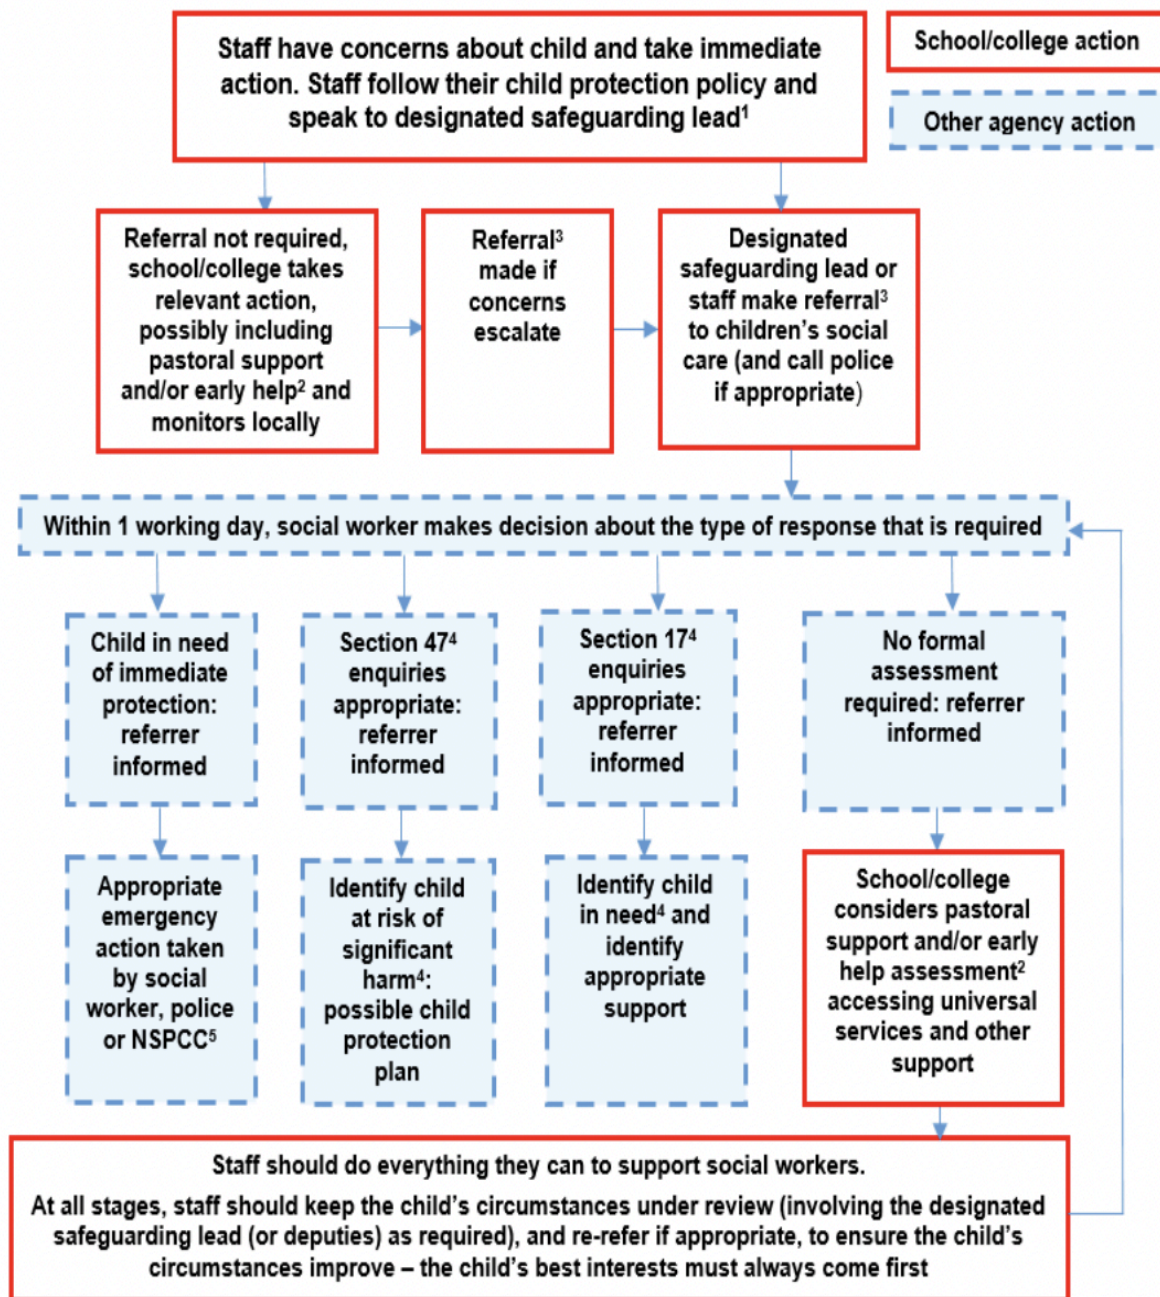 Staff have concerns about child and take immediate
action. Staff follow their child protection policy and
speak to designated safeguarding lead¹
School/college action
Other agency action
Referral not required,
school/college takes
relevant action,
possibly including
pastoral support
and/or early help² and
monitors locally
Referral³
made if
concerns
escalate
Designated
safeguarding lead or
staff make referral³
to children’s social
care (and call police
if appropriate)
Within 1 working day, social worker makes decision about the type of response that is required
Child in need
of immediate
protection:
referrer
informed
Section 47⁴
enquiries
appropriate:
referrer
informed
Section 17⁴
enquiries
appropriate:
referrer
informed
No formal
assessment
required: referrer
informed
Appropriate
emergency
action taken
by social
worker, police
or NSPCC⁵
Identify child
at risk of
significant
harm⁴:
possible child
protection
plan
Identify child
in need⁴ and
identify
appropriate
support
School/college
considers pastoral
support and/or early
help assessment²
accessing universal
services and other
support
Staff should do everything they can to support social workers.
At all stages, staff should keep the child’s circumstances under review (involving the designated
safeguarding lead (or deputies) as required), and re-refer if appropriate, to ensure the child’s
circumstances improve – the child’s best interests must always come first